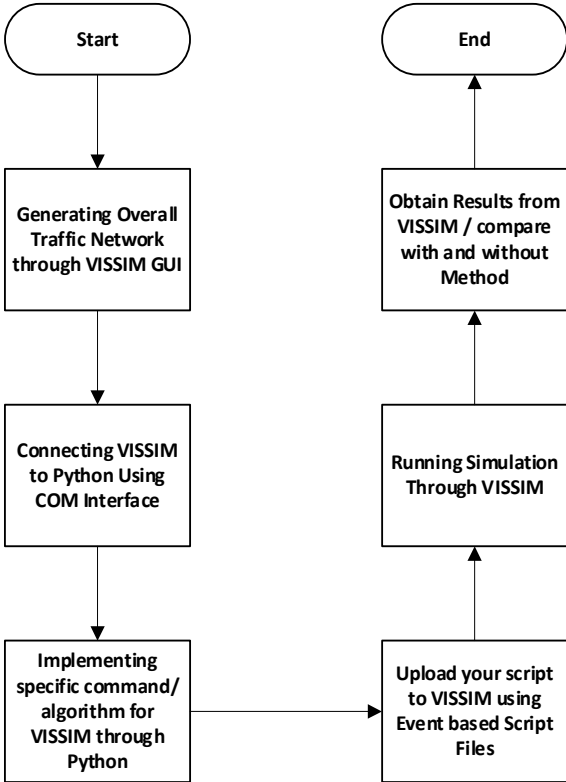 Start
Generating Overall
Traffic Network
through VISSIM GUI
Connecting VISSIM
to Python Using
COM Interface
Implementing
specific command/
algorithm for
VISSIM through
Python
Upload your script
to VISSIM using
Event based Script
Files
Running Simulation
Through VISSIM
Obtain Results from
VISSIM / compare
with and without
Method
End